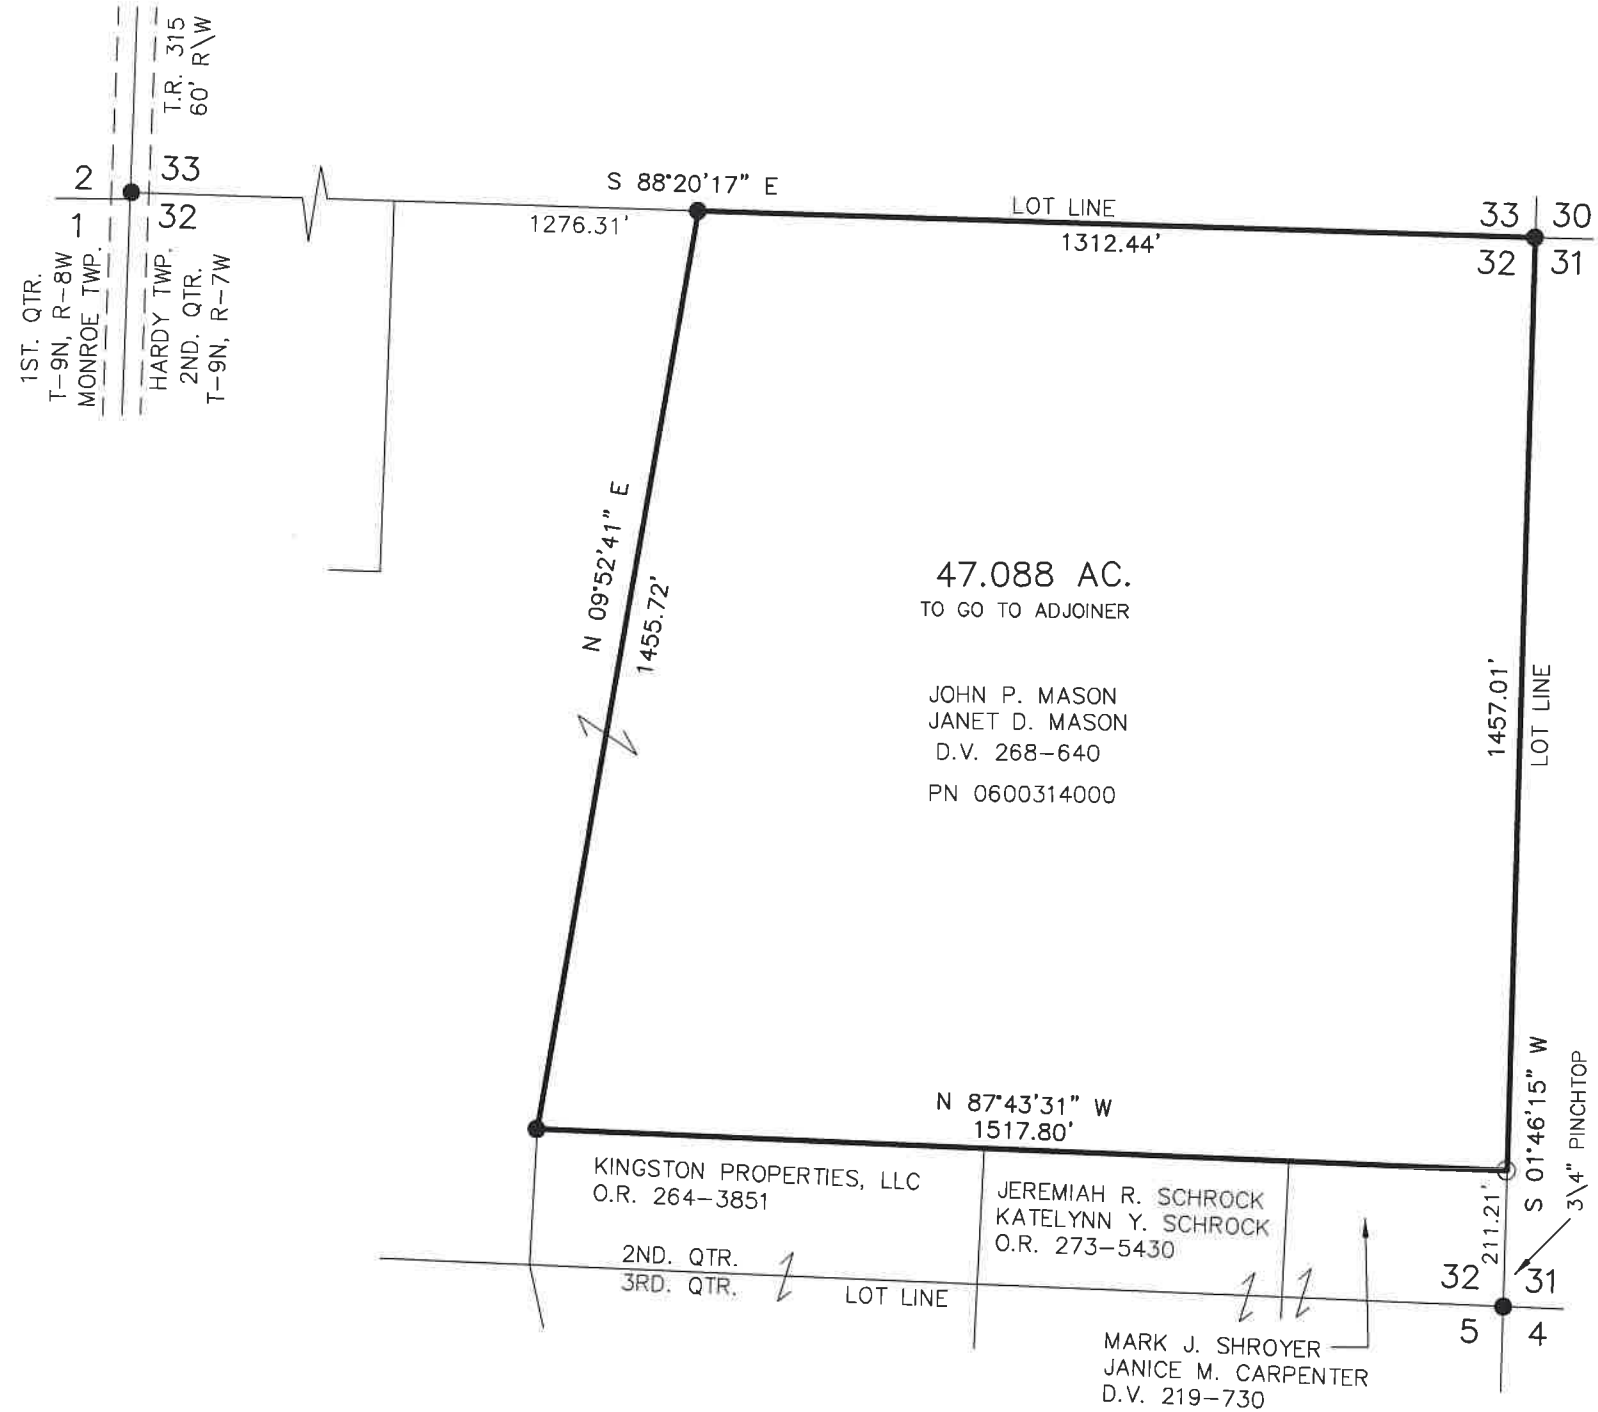 T.R. 315
60' R\W
2
33
1
32
1ST. QTR.
T-9N, R-8W
MONROE TWP.
HARDY TWP.
2ND. QTR.
T-9N, R-7W
S 88°20'17" E
1276.31'
LOT LINE
1312.44'
33
30
32
31
N 09°52'41" E
1455.72'
47.088 AC.
TO GO TO ADJOINER
JOHN P. MASON
JANET D. MASON
D.V. 268-640
PN 0600314000
1457.01'
LOT LINE
S 01°46'15" W
3\4" PINCHTOP
N 87°43'31" W
1517.80'
KINGSTON PROPERTIES, LLC
O.R. 264-3851
JEREMIAH R. SCHROCK
KATELYNN Y. SCHROCK
O.R. 273-5430
211.21'
2ND. QTR.
3RD. QTR.
LOT LINE
32
31
5
4
MARK J. SHROYER
JANICE M. CARPENTER
D.V. 219-730